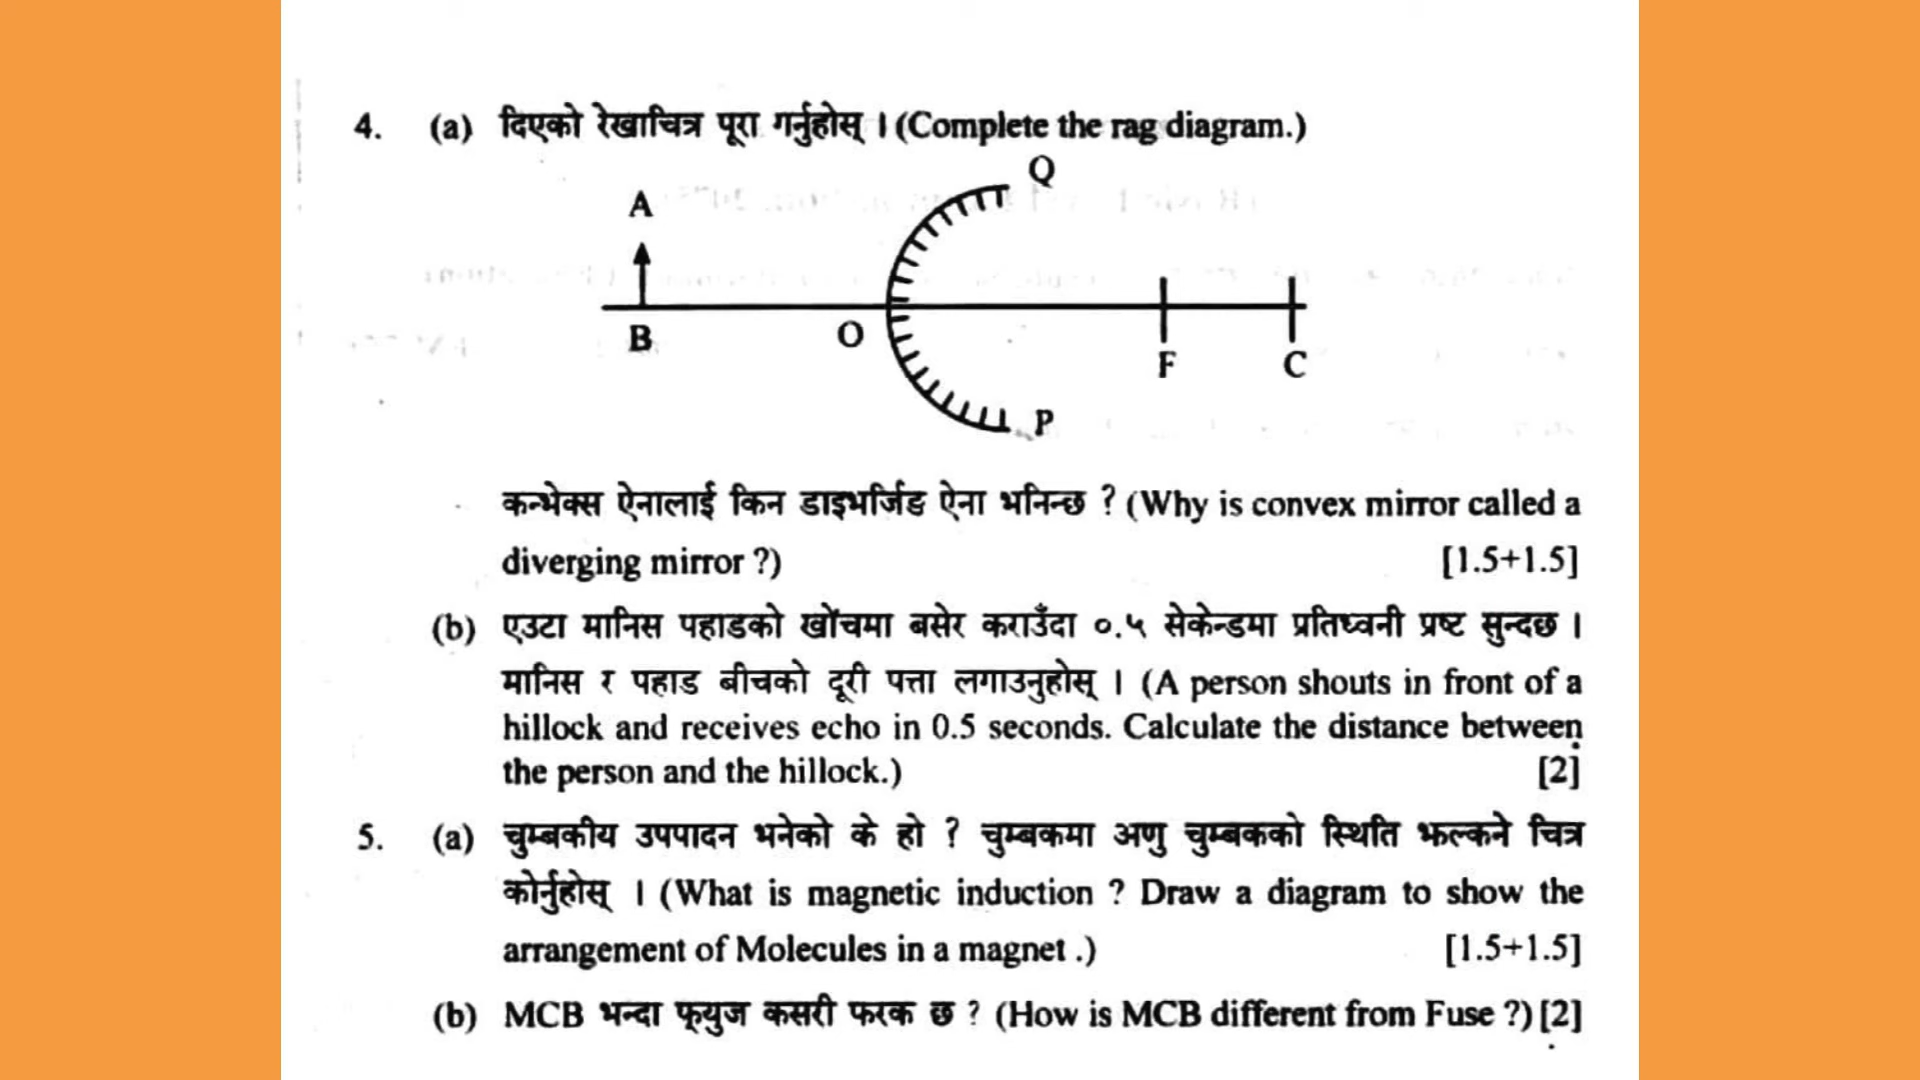 4. (a) दिएको रेखाचित्र पूरा गर्नुहोस् । (Complete the rag diagram.)
Q
A
B
O
F
C
P
कन्भेक्स ऐनालाई किन डाइभर्जिङ ऐना भनिन्छ ? (Why is convex mirror called a
diverging mirror ?) [1.5+1.5]
(b) एउटा मानिस पहाडको खोंचमा बसेर कराउँदा ०.५ सेकेन्डमा प्रतिध्वनी प्रष्ट सुन्दछ ।
मानिस र पहाड बीचको दूरी पत्ता लगाउनुहोस् । (A person shouts in front of a
hillock and receives echo in 0.5 seconds. Calculate the distance between
the person and the hillock.) [2]
5. (a) चुम्बकीय उपपादन भनेको के हो ? चुम्बकमा अणु चुम्बकको स्थिति झल्कने चित्र
कोर्नुहोस् । (What is magnetic induction ? Draw a diagram to show the
arrangement of Molecules in a magnet .) [1.5+1.5]
(b) MCB भन्दा फ्युज कसरी फरक छ ? (How is MCB different from Fuse ?) [2]